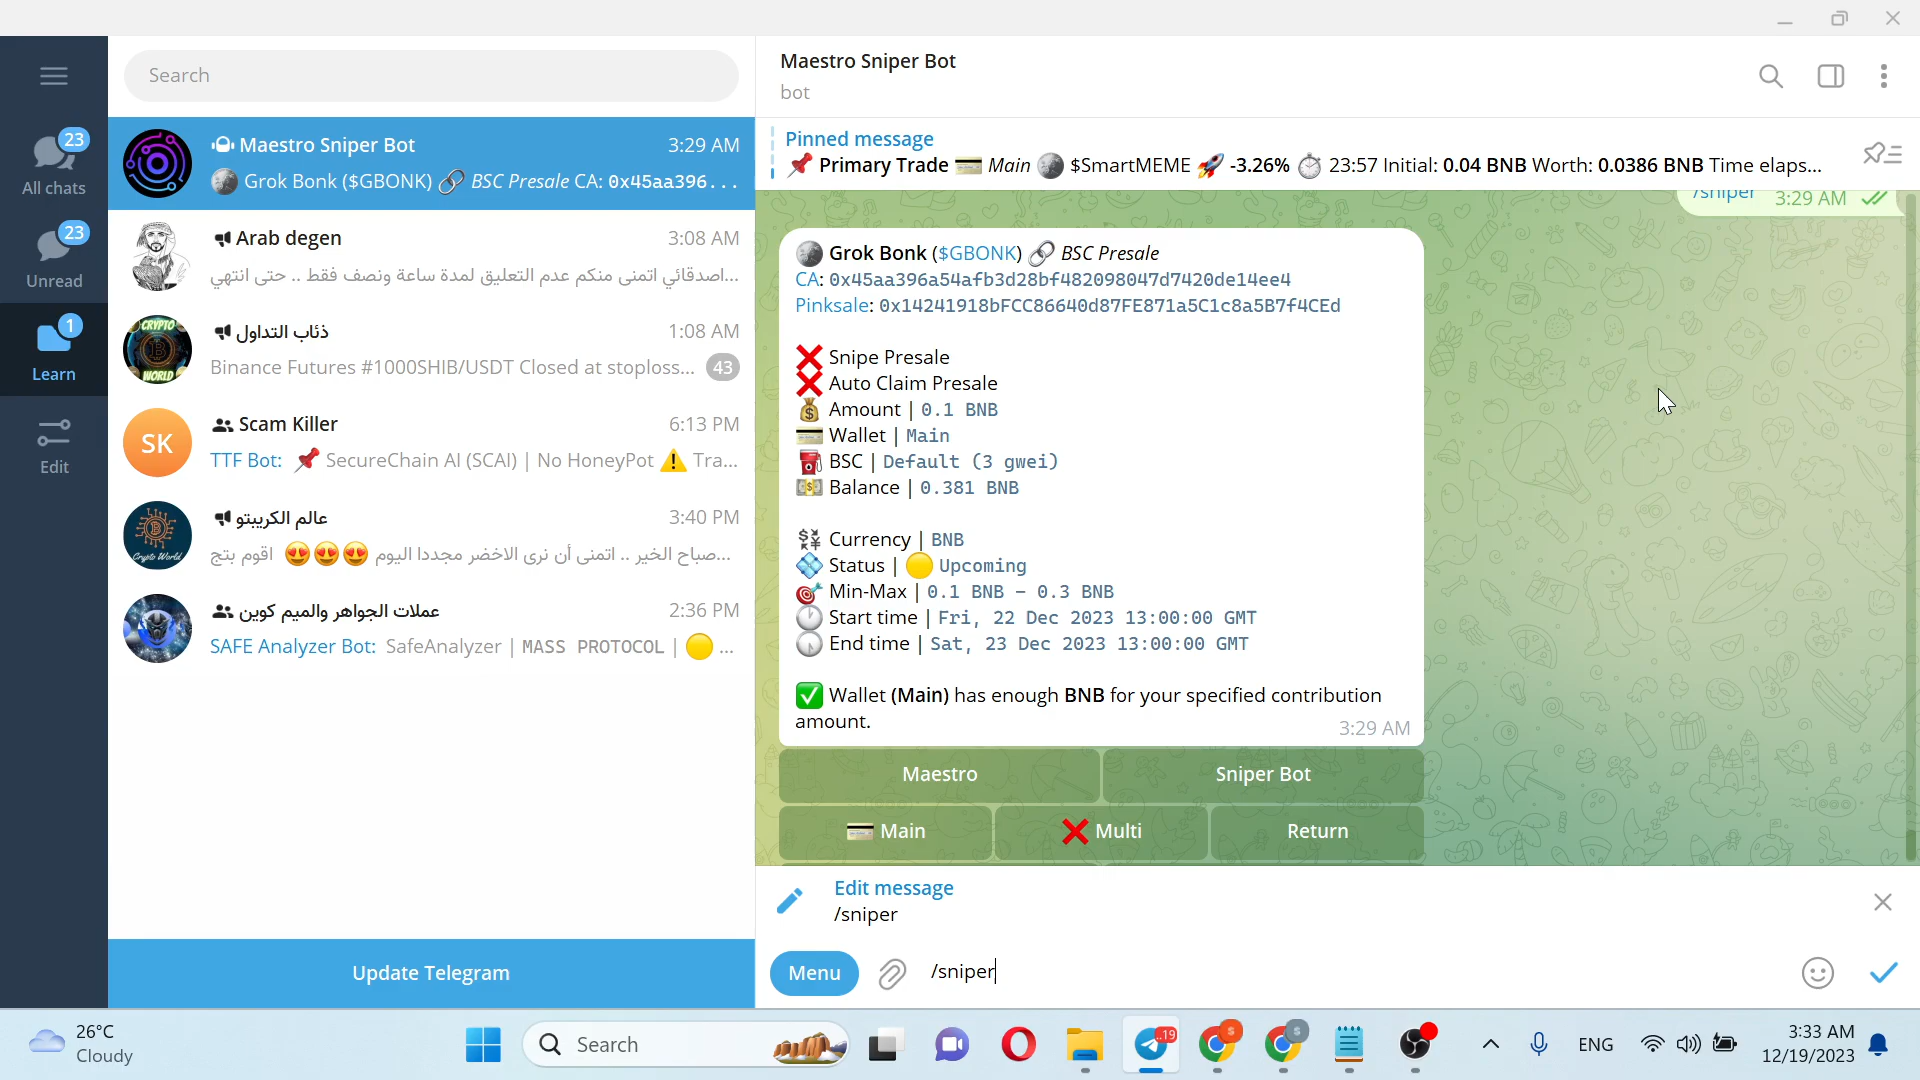 Search
Maestro Sniper Bot
bot
23
All chats
23
Unread
1
Learn
Edit
Maestro Sniper Bot 3:29 AM
Grok Bonk ($GBONK) 🔗 BSC Presale CA: 0x45aa396...
Arab degen 3:08 AM
اصدقائي اتمنى منكم عدم التعليق لمدة ساعة ونصف فقط .. حتى انتهي...
ذئاب التداول 1:08 AM
Binance Futures #1000SHIB/USDT Closed at stoploss... 43
CRYPTO
WORLD
SK
Scam Killer 6:13 PM
TTF Bot: 📌 SecureChain AI (SCAI) | No HoneyPot ⚠️ Tra...
عالم الكريبتو 3:40 PM
صباح الخير .. اتمنى أن نرى الاخضر مجددا اليوم 😍😍😍 اقوم بتج...
Crypto World
عملات الجواهر والميم كوين 2:36 PM
SAFE Analyzer Bot: SafeAnalyzer | MASS PROTOCOL | 🟡 ...
Update Telegram
Pinned message
📌 Primary Trade 💳 Main 🌑 $SmartMEME 🚀 -3.26% ⏱ 23:57 Initial: 0.04 BNB Worth: 0.0386 BNB Time elaps...
/sniper 3:29 AM
Grok Bonk ($GBONK) 🔗 BSC Presale
CA: 0x45aa396a54afb3d28bf482098047d7420de14ee4
Pinksale: 0x14241918bFCC86640d87FE871a5C1c8a5B7f4CEd
❌ Snipe Presale
❌ Auto Claim Presale
💰 Amount | 0.1 BNB
💳 Wallet | Main
⛽ BSC | Default (3 gwei)
💵 Balance | 0.381 BNB
💱 Currency | BNB
💠 Status | 🟡 Upcoming
🎯 Min-Max | 0.1 BNB - 0.3 BNB
🕐 Start time | Fri, 22 Dec 2023 13:00:00 GMT
🕔 End time | Sat, 23 Dec 2023 13:00:00 GMT
✅ Wallet (Main) has enough BNB for your specified contribution
amount.
3:29 AM
Maestro Sniper Bot
💳 Main ❌ Multi Return
Edit message
/sniper
Menu /sniper
26°C
Cloudy
Search
..19
S
S
ENG
3:33 AM
12/19/2023